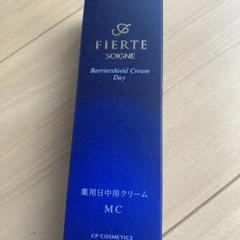 FIERTE
SOIGNE
Barriershield Cream
Day
薬用日中用クリーム
MC
CP COSMETICS